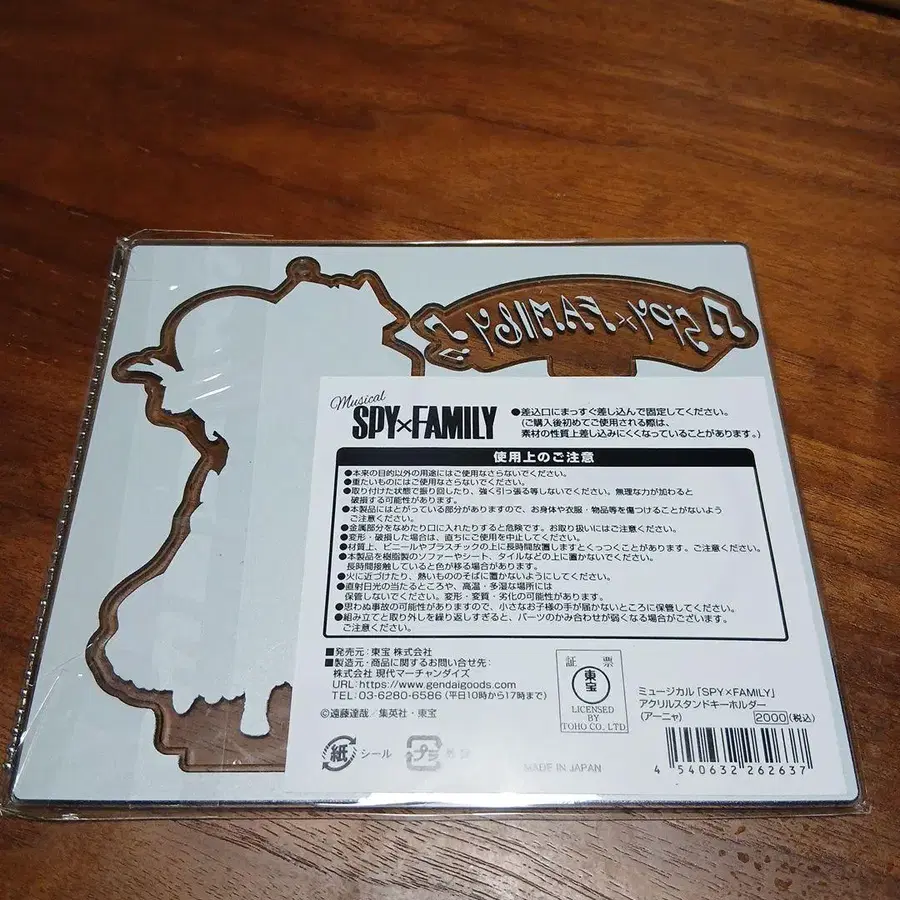 SPY×FAMILY
Musical
SPY×FAMILY
●差込口にまっすぐ差し込んで固定してください。
(ご購入後初めてご使用される際は、
素材の性質上差し込みにくくなっていることがあります。)
使用上のご注意
●本来の目的以外の用途にはご使用なさらないでください。
●重たいものにはご使用なさらないでください。
●取り付けた状態で振り回したり、強く引っ張る等しないでください。無理な力が加わると
破損する可能性があります。
●本製品にはとがっている部分がありますので、お身体や衣服・物品等を傷つけることがないよう
ご注意ください。
●金属部分をなめたり口に入れたりすると危険です。お取り扱いにはご注意ください。
●変形・破損した場合は、直ちにご使用を中止してください。
●材質上、ビニールやプラスチックの上に長時間放置しますとくっつくことがあります。ご注意ください。
●本製品を樹脂製のソファーやシート、タイルなどの上に置かないでください。
長時間接触していると色が移る場合があります。
●火に近づけたり、熱いもののそばに置かないようにしてください。
●直射日光の当たるところや、高温・多湿な場所には
保管しないでください。変形・変質・劣化の可能性があります。
●思わぬ事故の可能性がありますので、小さなお子様の手が届かないところに保管してください。
●組み立てと取り外しを繰り返しすぎると、パーツのかみ合わせが弱くなる場合がございます。
ご注意ください。
■発売元：東宝 株式会社
■製造元・商品に関するお問い合せ先：
株式会社 現代マーチャンダイズ
URL:https://www.gendaigoods.com
TEL:03-6280-6586 (平日10時から17時まで)
©遠藤達哉／集英社・東宝
紙 シール
プラ 外袋
証票
東宝
LICENSED
BY
TOHO CO. LTD
MADE IN JAPAN
ミュージカル「SPY×FAMILY」
アクリルスタンドキーホルダー
(アーニャ) 2000(税込)
4 540632 262637